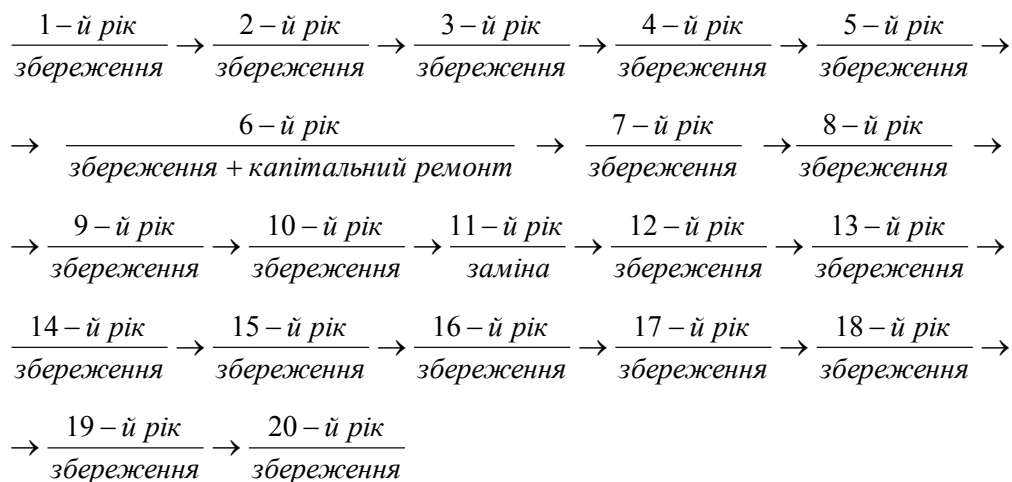 1 – й рік → 2 – й рік → 3 – й рік → 4 – й рік → 5 – й рік →
збереження збереження збереження збереження збереження
→ 6 – й рік → 7 – й рік → 8 – й рік →
збереження + капітальний ремонт збереження збереження
→ 9 – й рік → 10 – й рік → 11 – й рік → 12 – й рік → 13 – й рік →
збереження збереження заміна збереження збереження
14 – й рік → 15 – й рік → 16 – й рік → 17 – й рік → 18 – й рік →
збереження збереження збереження збереження збереження
→ 19 – й рік → 20 – й рік
збереження збереження